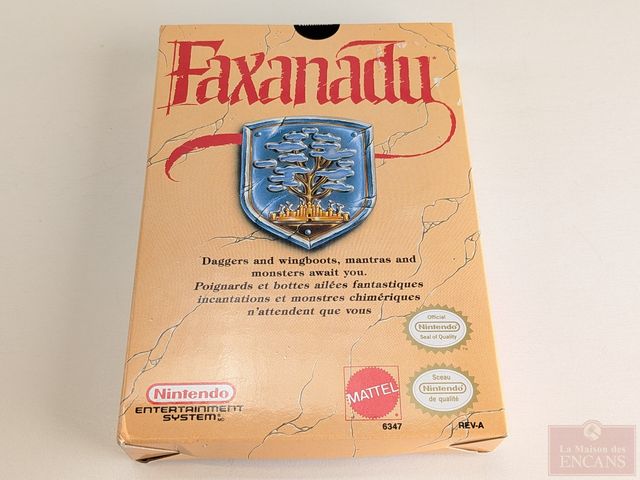 Faxanadu
Daggers and wingboots, mantras and
monsters await you.
Poignards et bottes ailées fantastiques
incantations et monstres chimériques
n'attendent que vous
Official
Nintendo
Seal of Quality
Nintendo
ENTERTAINMENT
SYSTEM
MATTEL
6347
Sceau
Nintendo
de qualité
REV-A
La Maison des
ENCANS